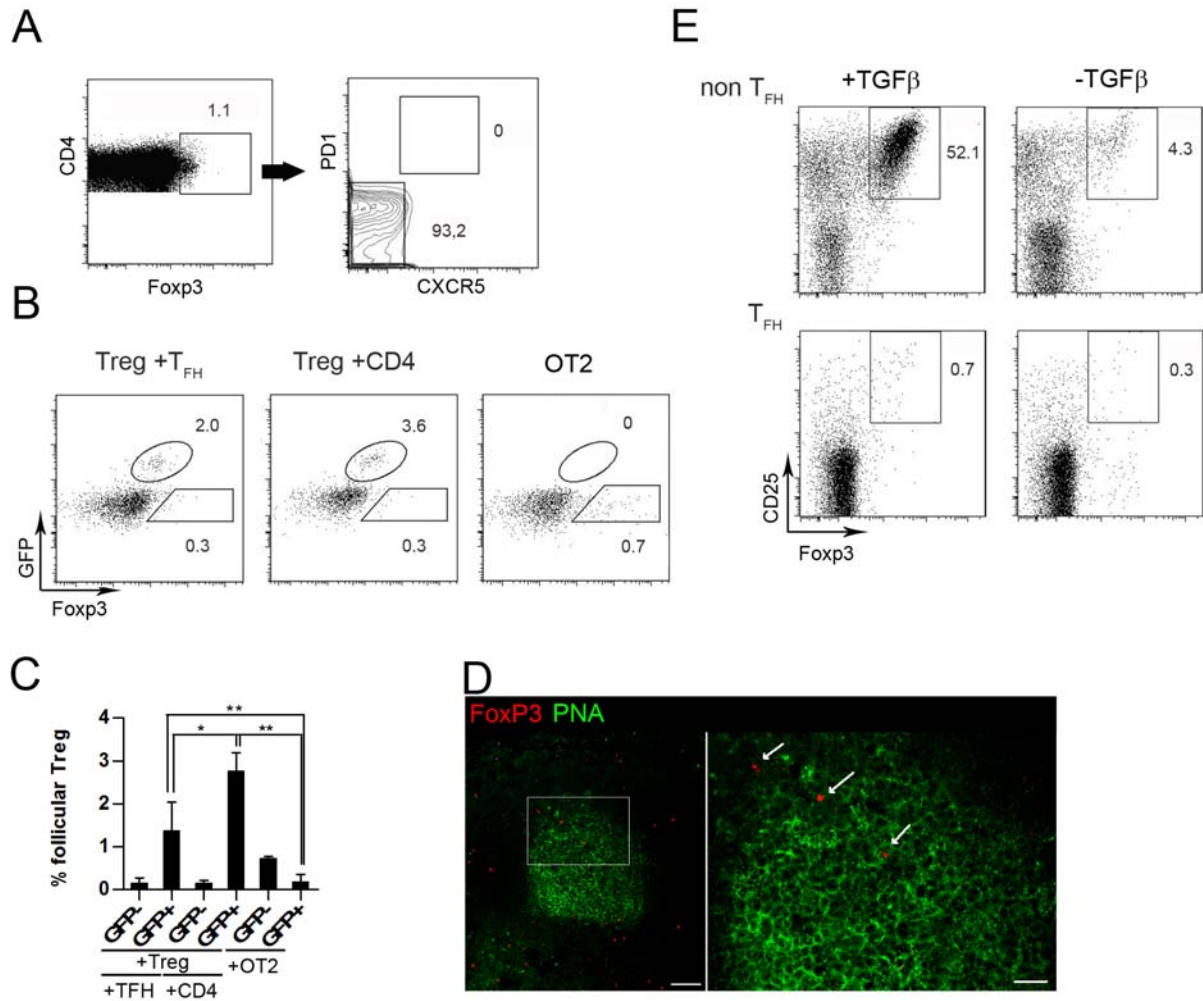 A
CD4
1.1
Foxp3
PD1
0
93,2
CXCR5
B
Treg +TFH
Treg +CD4
OT2
2.0
3.6
0
0.3
0.3
0.7
GFP
Foxp3
C
% follicular Treg
4
3
2
1
0
**
*
**
GFP-
GFP+
GFP-
GFP+
GFP-
GFP+
+Treg
+OT2
+TFH
+CD4
D
FoxP3 PNA
E
+TGFβ
-TGFβ
non TFH
52.1
4.3
TFH
0.7
0.3
CD25
Foxp3